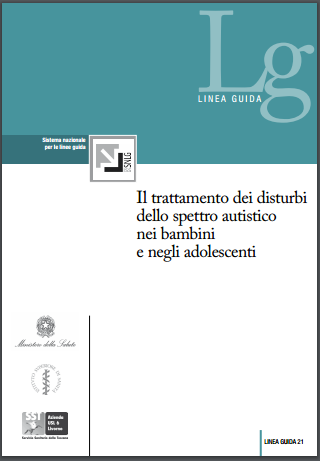 Lg
LINEA GUIDA
Sistema nazionale
per le linee guida
SNLG
Il trattamento dei disturbi
dello spettro autistico
nei bambini
e negli adolescenti
Ministero della Salute
SST
Azienda
USL 6
Livorno
Servizio Sanitario della Toscana
LINEA GUIDA 21